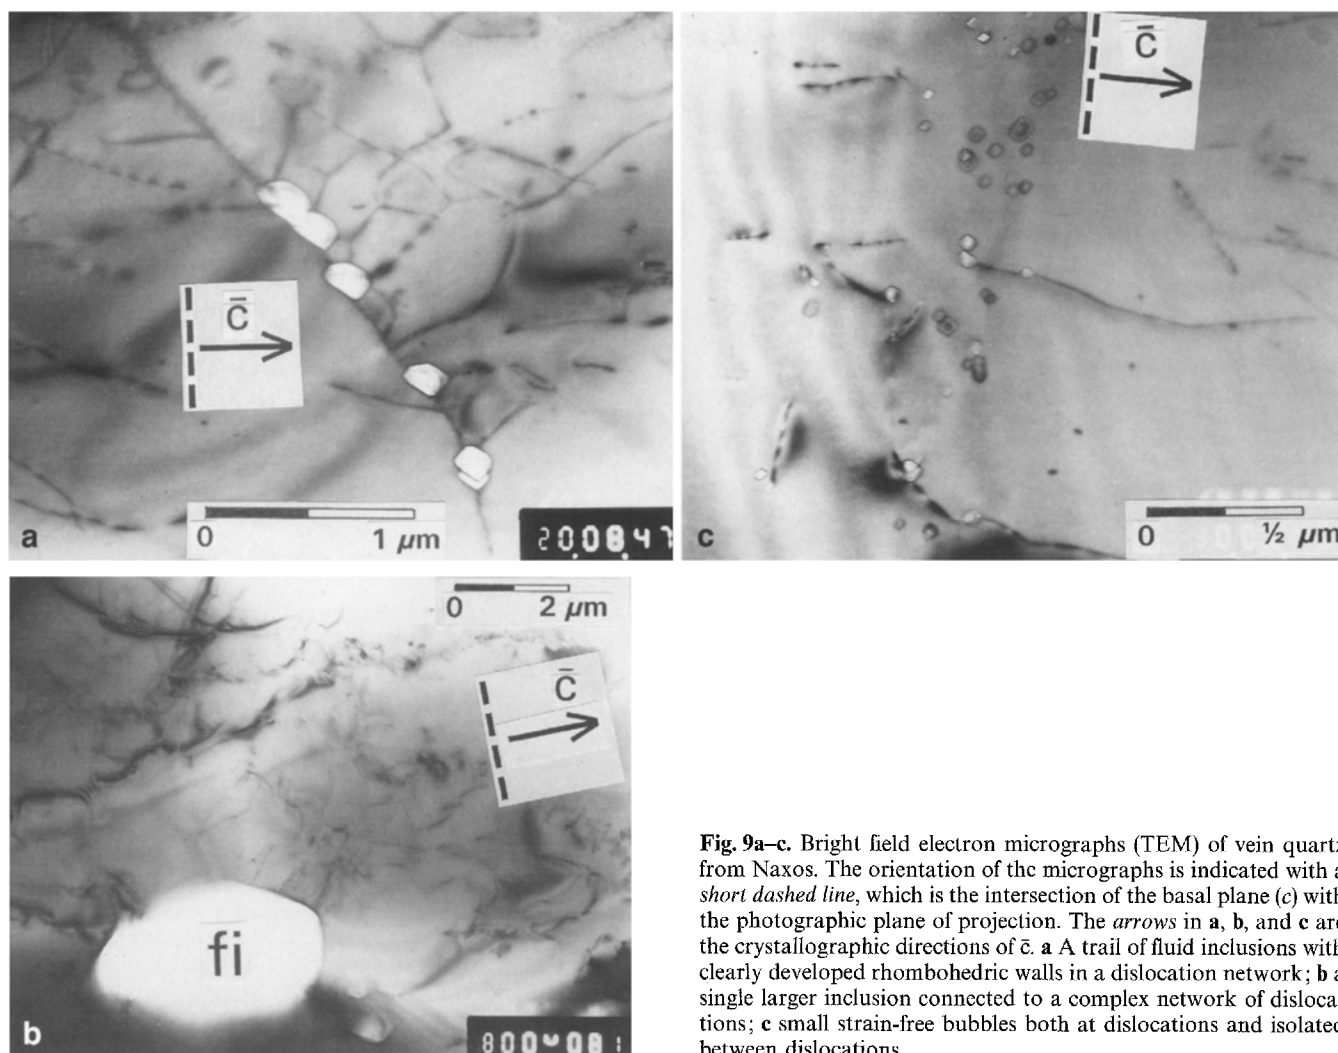 c̄
0 1 μm
20.08.47
a
c̄
0 ½ μm
c
0 2 μm
c̄
fi
b
Fig. 9a–c. Bright field electron micrographs (TEM) of vein quartz
from Naxos. The orientation of the micrographs is indicated with a
short dashed line, which is the intersection of the basal plane (c) with
the photographic plane of projection. The arrows in a, b, and c are
the crystallographic directions of c̄. a A trail of fluid inclusions with
clearly developed rhombohedric walls in a dislocation network; b a
single larger inclusion connected to a complex network of disloca-
tions; c small strain-free bubbles both at dislocations and isolated
between dislocations